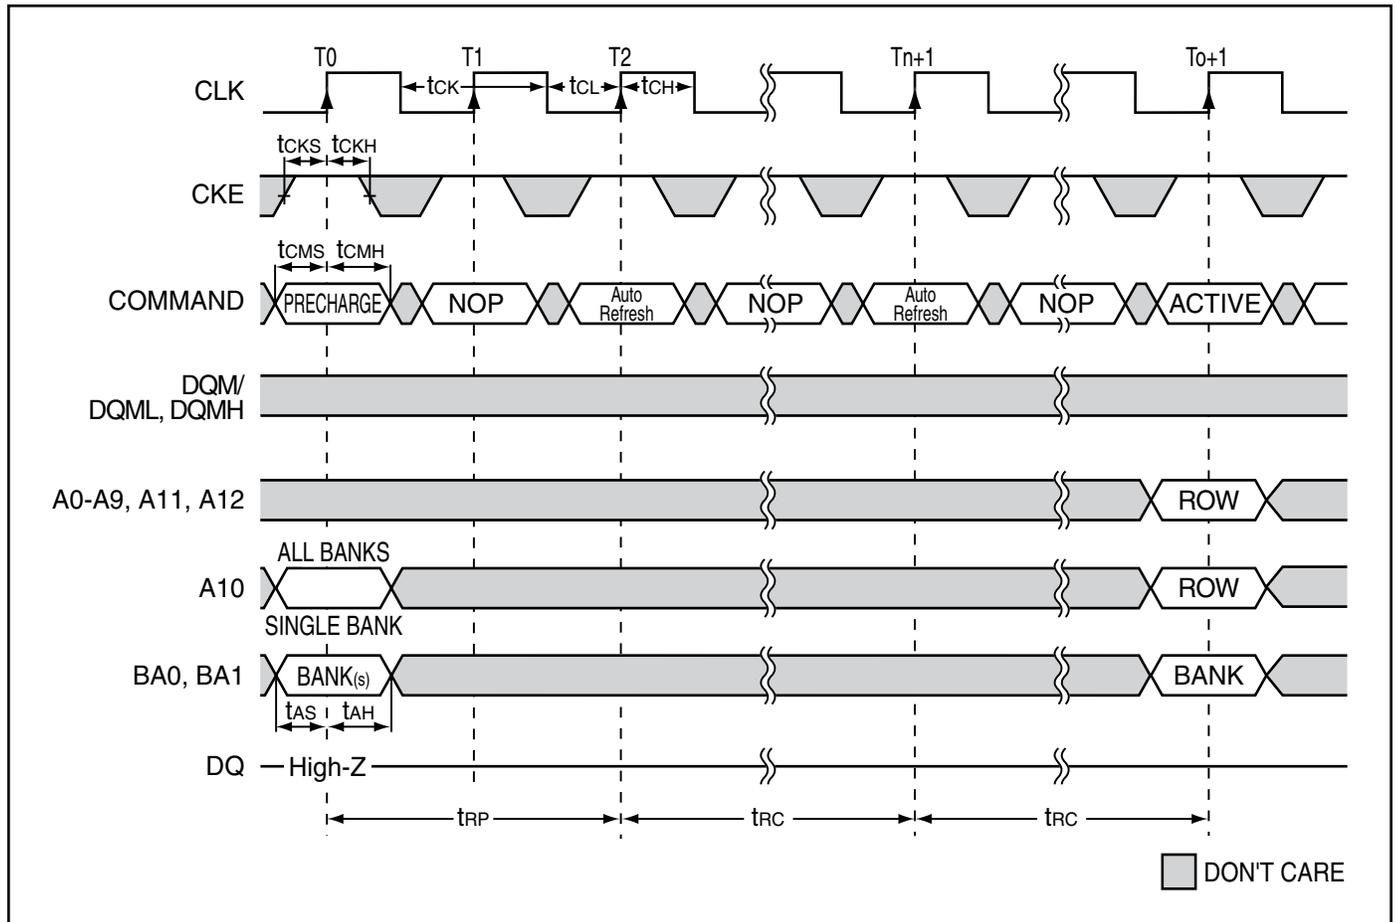 T0 T1 T2 Tn+1 To+1
CLK tCK tCL tCH
tCKS tCKH
CKE
tCMS tCMH
COMMAND PRECHARGE NOP Auto Refresh NOP Auto Refresh NOP ACTIVE
DQM/
DQML, DQMH
A0-A9, A11, A12 ROW
ALL BANKS
A10 ROW
SINGLE BANK
BA0, BA1 BANK(s) BANK
tAS tAH
DQ High-Z
tRP tRC tRC
DON'T CARE